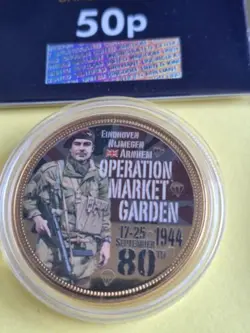 50p
EINDHOVEN
NIJMEGEN
ARNHEM
OPERATION
MARKET
GARDEN
17-25
SEPTEMBER
1944
80TH